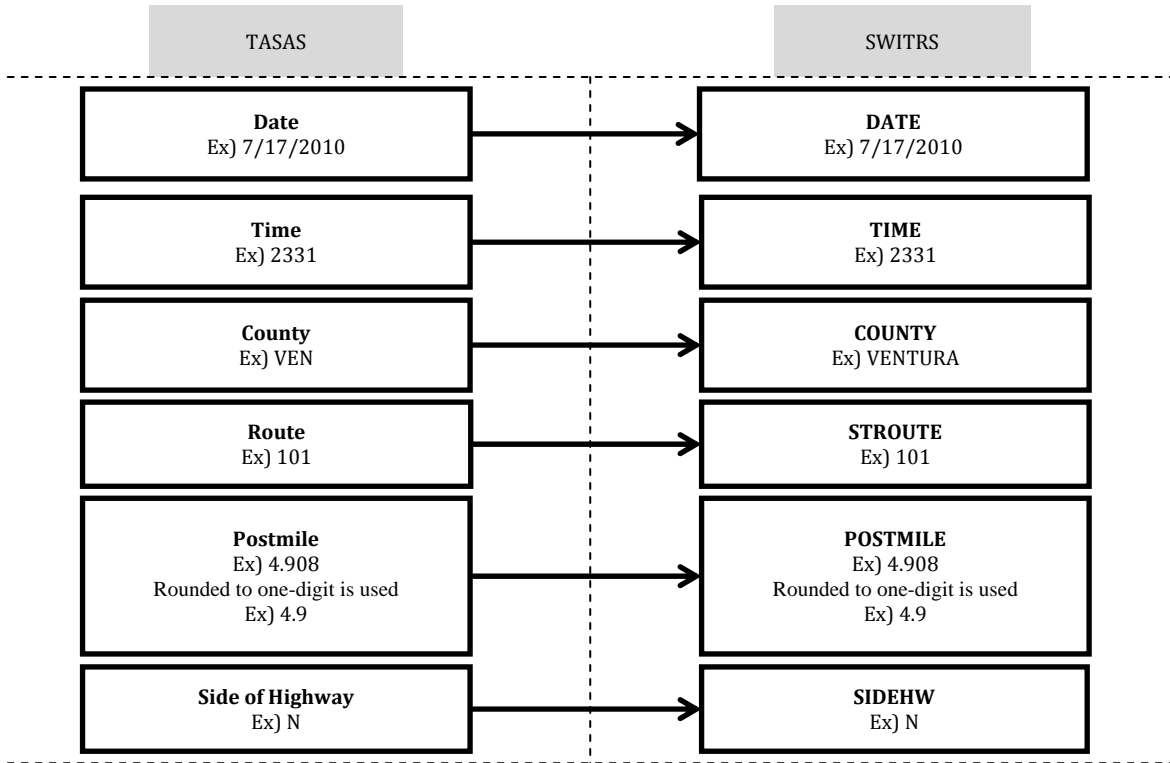 TASAS
SWITRS
Date
Ex) 7/17/2010
DATE
Ex) 7/17/2010
Time
Ex) 2331
TIME
Ex) 2331
County
Ex) VEN
COUNTY
Ex) VENTURA
Route
Ex) 101
STROUTE
Ex) 101
Postmile
Ex) 4.908
Rounded to one-digit is used
Ex) 4.9
POSTMILE
Ex) 4.908
Rounded to one-digit is used
Ex) 4.9
Side of Highway
Ex) N
SIDEHW
Ex) N